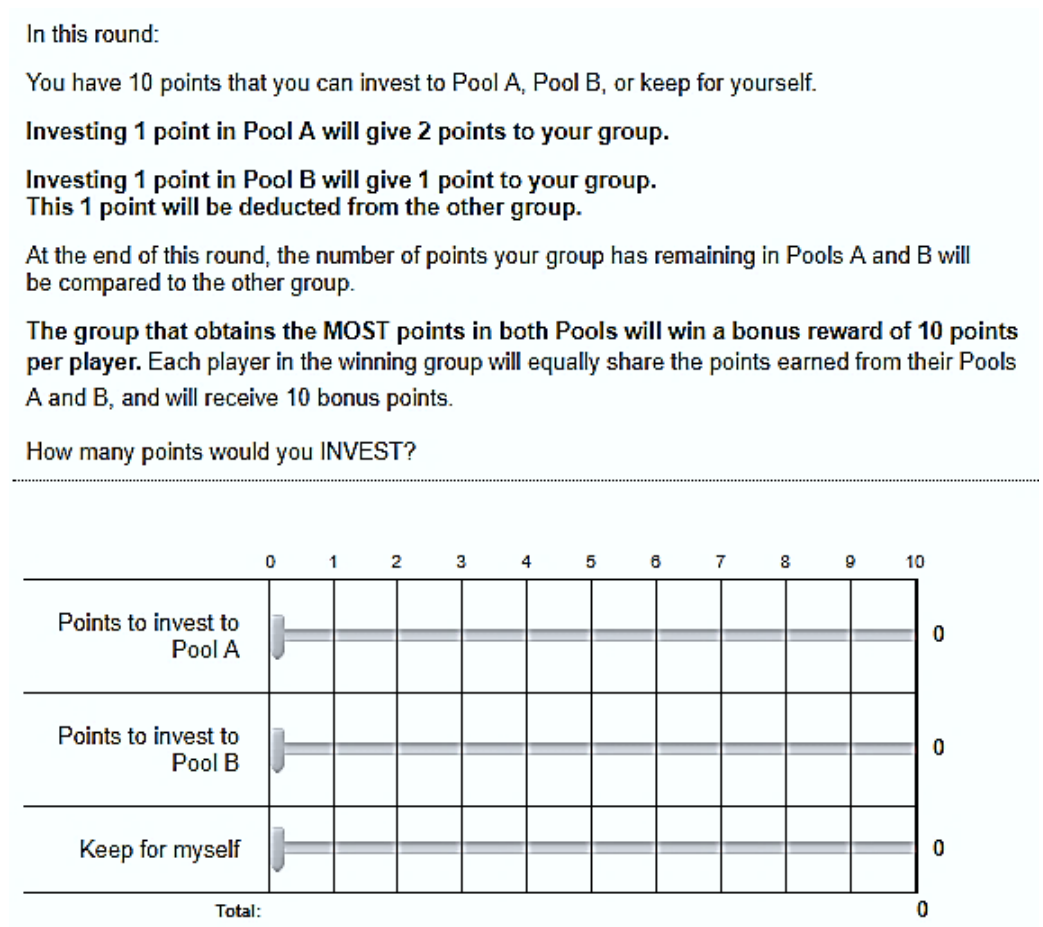 In this round:
You have 10 points that you can invest to Pool A, Pool B, or keep for yourself.
Investing 1 point in Pool A will give 2 points to your group.
Investing 1 point in Pool B will give 1 point to your group.
This 1 point will be deducted from the other group.
At the end of this round, the number of points your group has remaining in Pools A and B will
be compared to the other group.
The group that obtains the MOST points in both Pools will win a bonus reward of 10 points
per player. Each player in the winning group will equally share the points earned from their Pools
A and B, and will receive 10 bonus points.
How many points would you INVEST?
0 1 2 3 4 5 6 7 8 9 10
Points to invest to
Pool A
0
Points to invest to
Pool B
0
Keep for myself 0
Total: 0